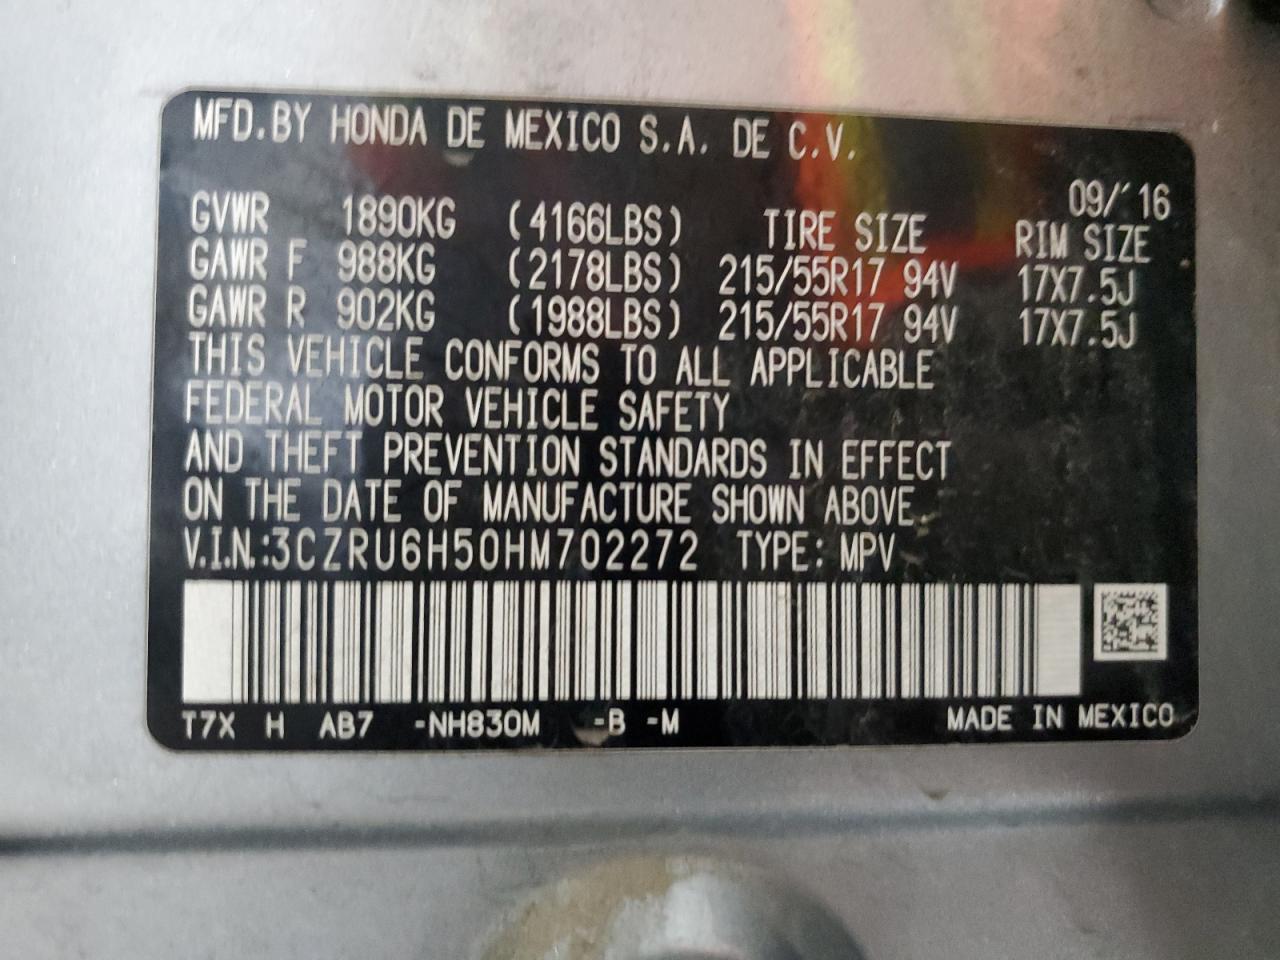 MFD.BY HONDA DE MEXICO S.A. DE C.V.
09/'16
GVWR 1890KG (4166LBS) TIRE SIZE RIM SIZE
GAWR F 988KG (2178LBS) 215/55R17 94V 17X7.5J
GAWR R 902KG (1988LBS) 215/55R17 94V 17X7.5J
THIS VEHICLE CONFORMS TO ALL APPLICABLE
FEDERAL MOTOR VEHICLE SAFETY
AND THEFT PREVENTION STANDARDS IN EFFECT
ON THE DATE OF MANUFACTURE SHOWN ABOVE.
V.I.N.:3CZRU6H50HM702272 TYPE: MPV
T7X H AB7 -NH830M -B -M MADE IN MEXICO